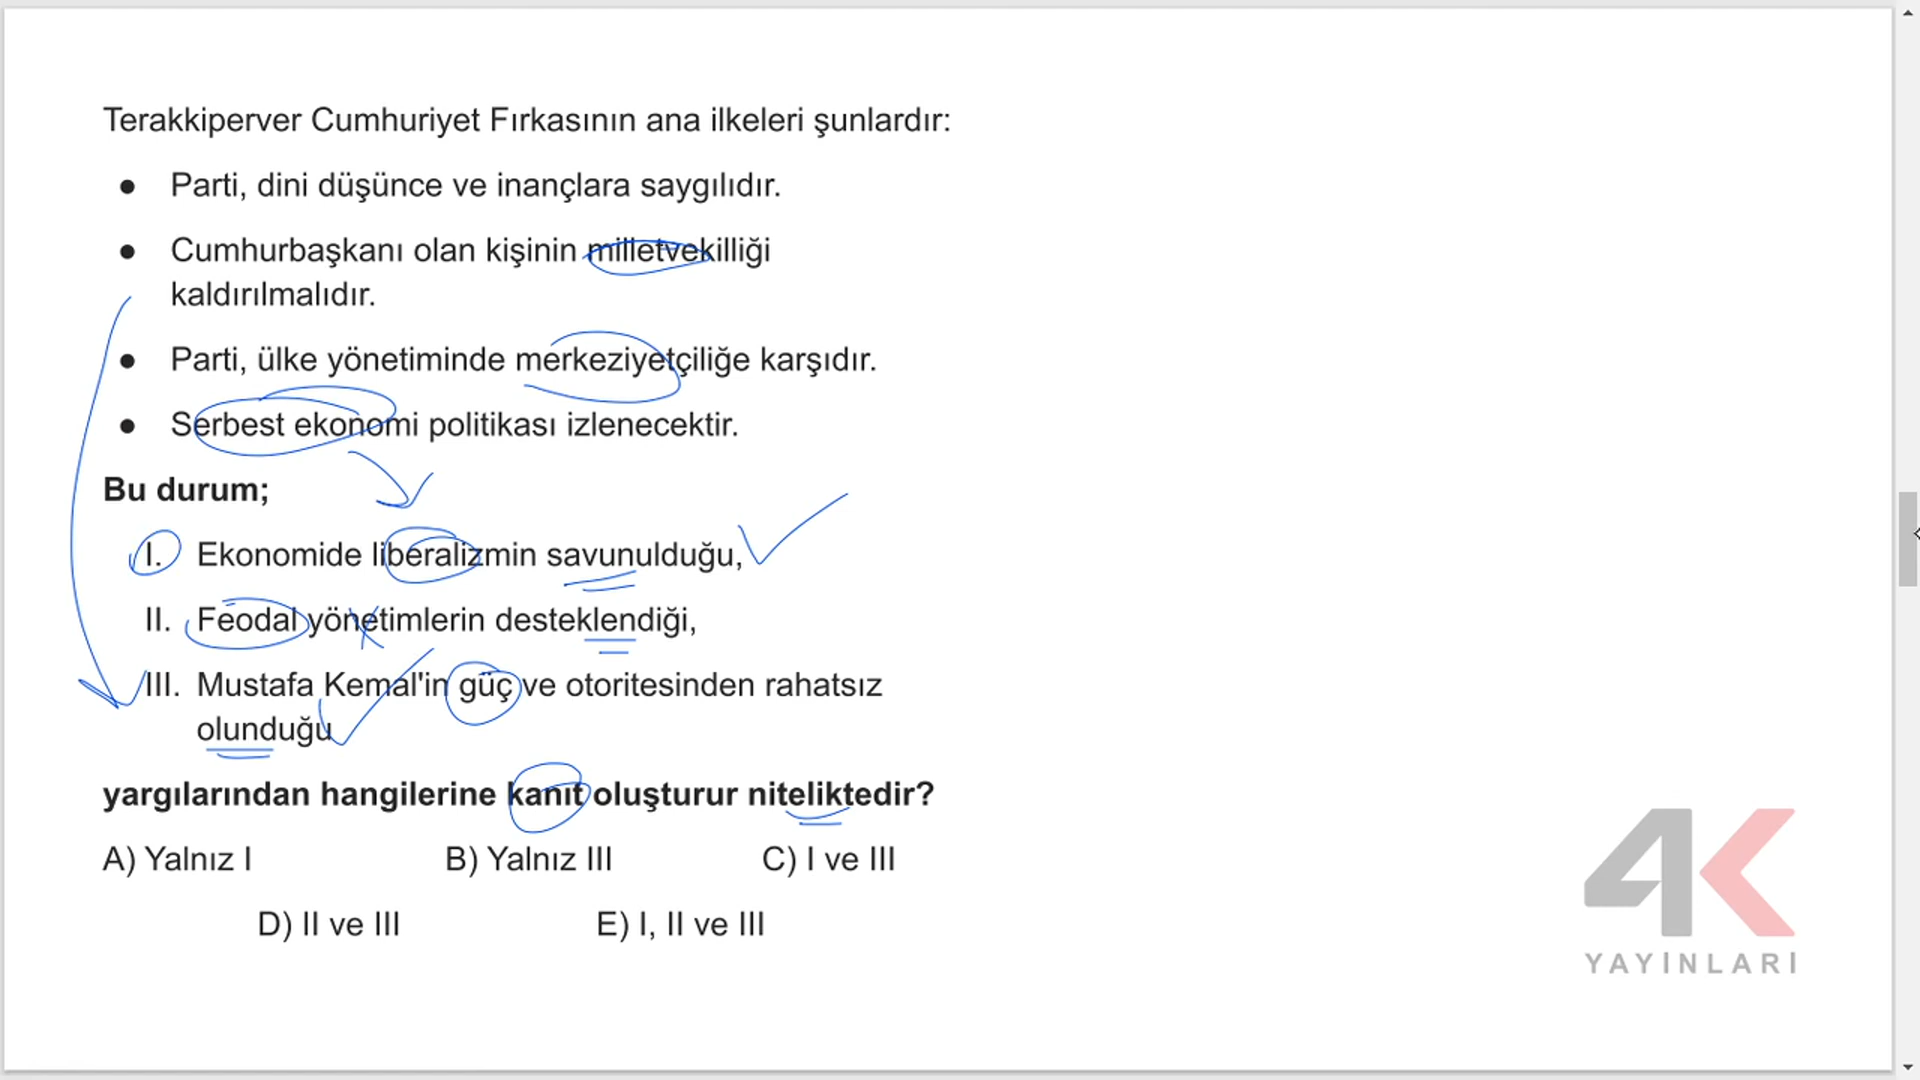 Terakkiperver Cumhuriyet Fırkasının ana ilkeleri şunlardır:
● Parti, dini düşünce ve inançlara saygılıdır.
● Cumhurbaşkanı olan kişinin milletvekilliği
kaldırılmalıdır.
● Parti, ülke yönetiminde merkeziyetçiliğe karşıdır.
● Serbest ekonomi politikası izlenecektir.
Bu durum;
I. Ekonomide liberalizmin savunulduğu,
II. Feodal yönetimlerin desteklendiği,
III. Mustafa Kemal'in güç ve otoritesinden rahatsız
olunduğu
yargılarından hangilerine kanıt oluşturur niteliktedir?
A) Yalnız I B) Yalnız III C) I ve III
D) II ve III E) I, II ve III
4K
YAYINLARI